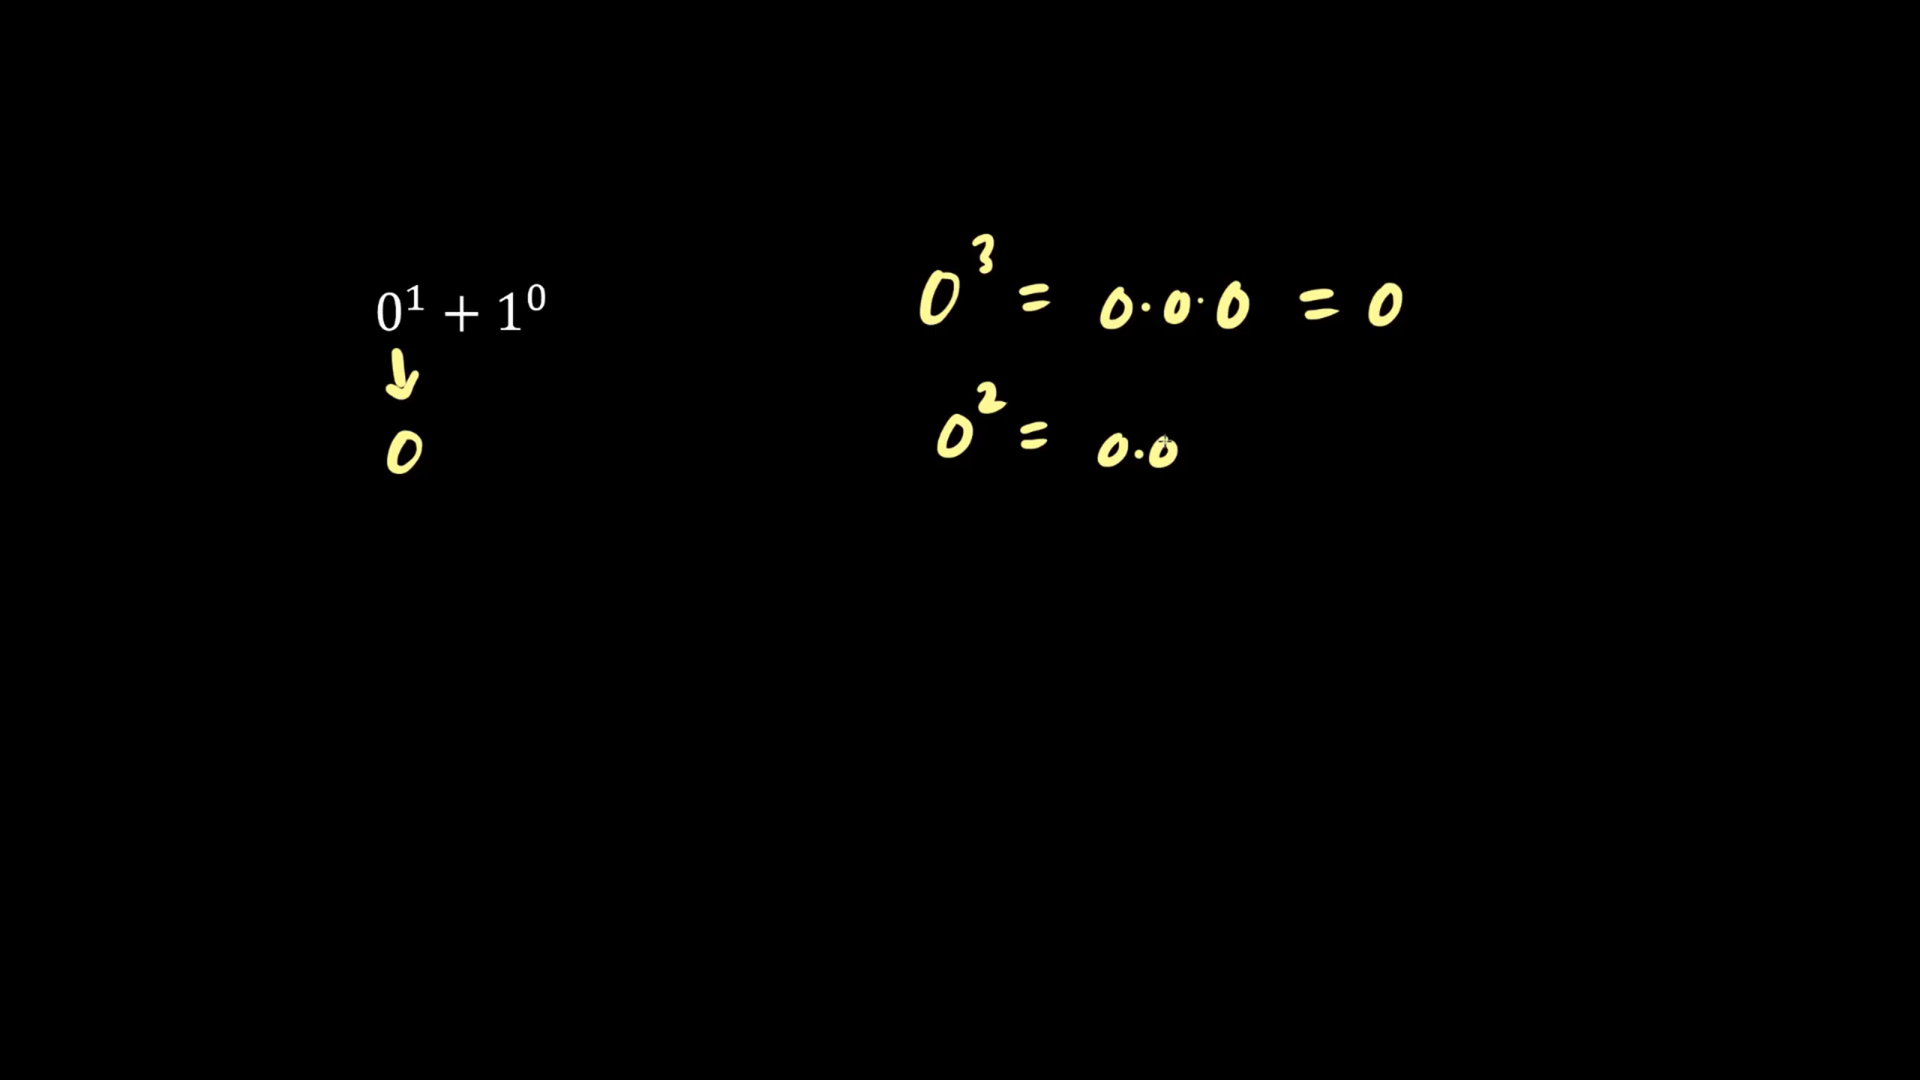 0¹ + 1⁰
↓
0
0³ = 0·0·0 = 0
0² = 0·0